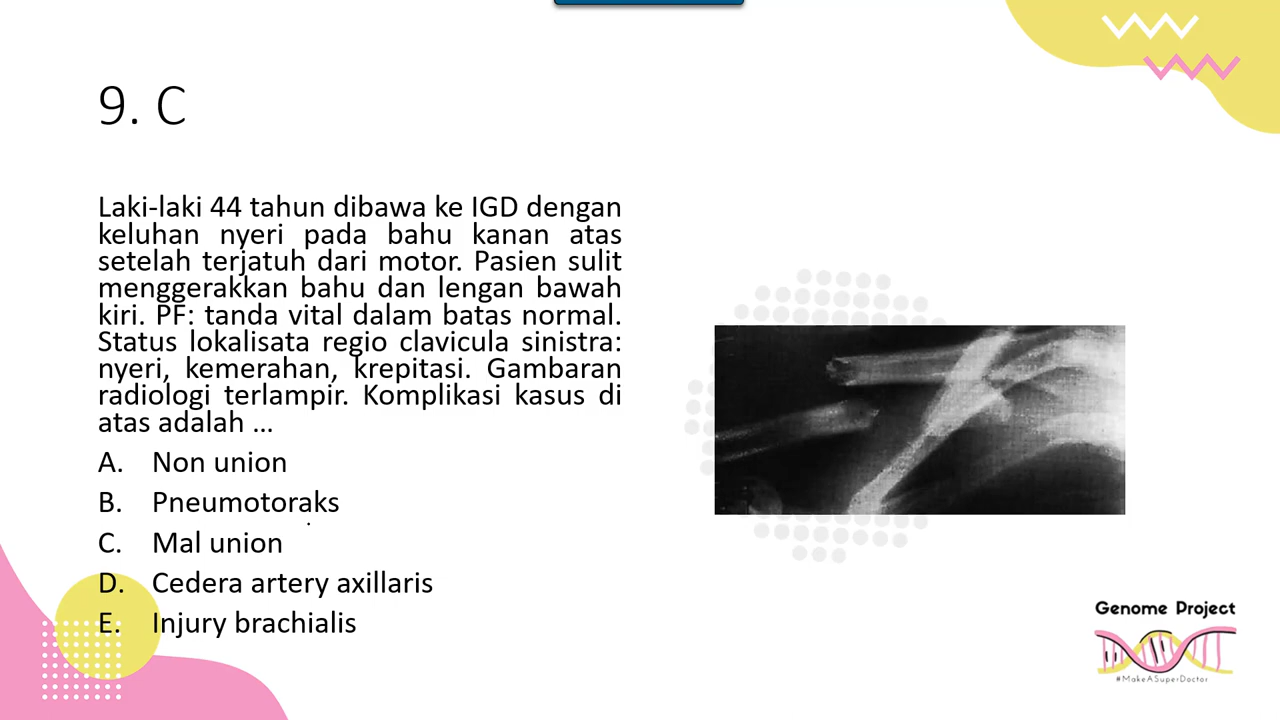 9. C
Laki-laki 44 tahun dibawa ke IGD dengan
keluhan nyeri pada bahu kanan atas
setelah terjatuh dari motor. Pasien sulit
menggerakkan bahu dan lengan bawah
kiri. PF: tanda vital dalam batas normal.
Status lokalisata regio clavicula sinistra:
nyeri, kemerahan, krepitasi. Gambaran
radiologi terlampir. Komplikasi kasus di
atas adalah ...
A. Non union
B. Pneumotoraks
C. Mal union
D. Cedera artery axillaris
E. Injury brachialis
Genome Project
#MakeASuperDoctor